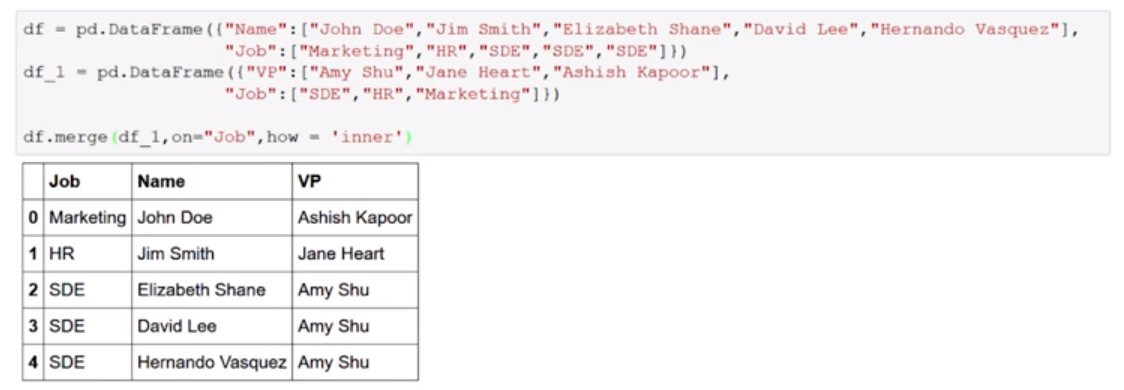 df = pd.DataFrame({"Name":["John Doe","Jim Smith","Elizabeth Shane","David Lee","Hernando Vasquez"],
"Job":["Marketing","HR","SDE","SDE","SDE"]})
df_1 = pd.DataFrame({"VP":["Amy Shu","Jane Heart","Ashish Kapoor"],
"Job":["SDE","HR","Marketing"]})
df.merge(df_1,on="Job",how = 'inner')
Job Name VP
0 Marketing John Doe Ashish Kapoor
1 HR Jim Smith Jane Heart
2 SDE Elizabeth Shane Amy Shu
3 SDE David Lee Amy Shu
4 SDE Hernando Vasquez Amy Shu